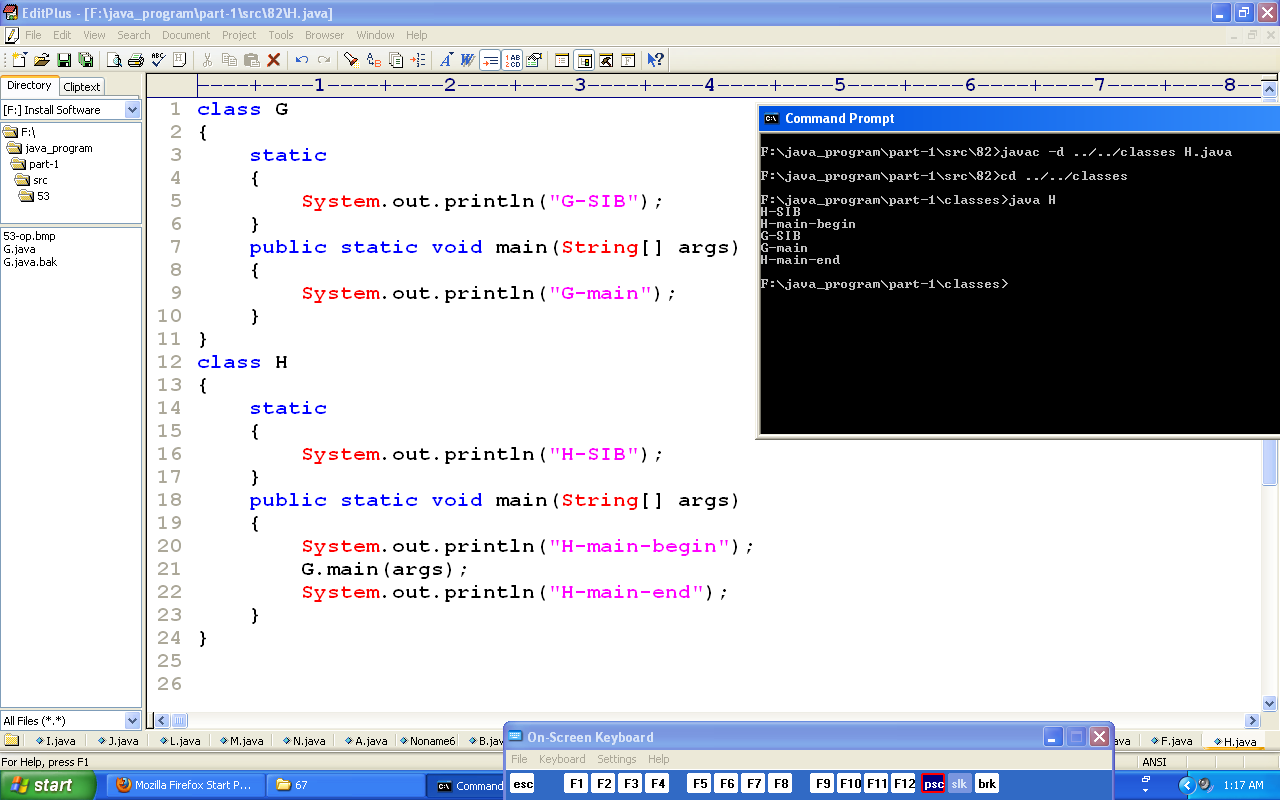 EditPlus - [F:\java_program\part-1\src\82\H.java]
File Edit View Search Document Project Tools Browser Window Help
Directory Cliptext
[F:] Install Software
F:\
java_program
part-1
src
53
53-op.bmp
G.java
G.java.bak
All Files (*.*)
----+----1----+----2----+----3----+----4----+----5----+----6----+----7----+----8--
1 class G
2 {
3 static
4 {
5 System.out.println("G-SIB");
6 }
7 public static void main(String[] args)
8 {
9 System.out.println("G-main");
10 }
11 }
12 class H
13 {
14 static
15 {
16 System.out.println("H-SIB");
17 }
18 public static void main(String[] args)
19 {
20 System.out.println("H-main-begin");
21 G.main(args);
22 System.out.println("H-main-end");
23 }
24 }
25
26
Command Prompt
F:\java_program\part-1\src\82>javac -d ../../classes H.java
F:\java_program\part-1\src\82>cd ../../classes
F:\java_program\part-1\classes>java H
H-SIB
H-main-begin
G-SIB
G-main
H-main-end
F:\java_program\part-1\classes>
I.java J.java L.java M.java N.java A.java Noname6 B.jav ava F.java H.java
For Help, press F1
ANSI
On-Screen Keyboard
File Keyboard Settings Help
esc F1 F2 F3 F4 F5 F6 F7 F8 F9 F10 F11 F12 psc slk brk
start Mozilla Firefox Start P... 67 Command 1:17 AM